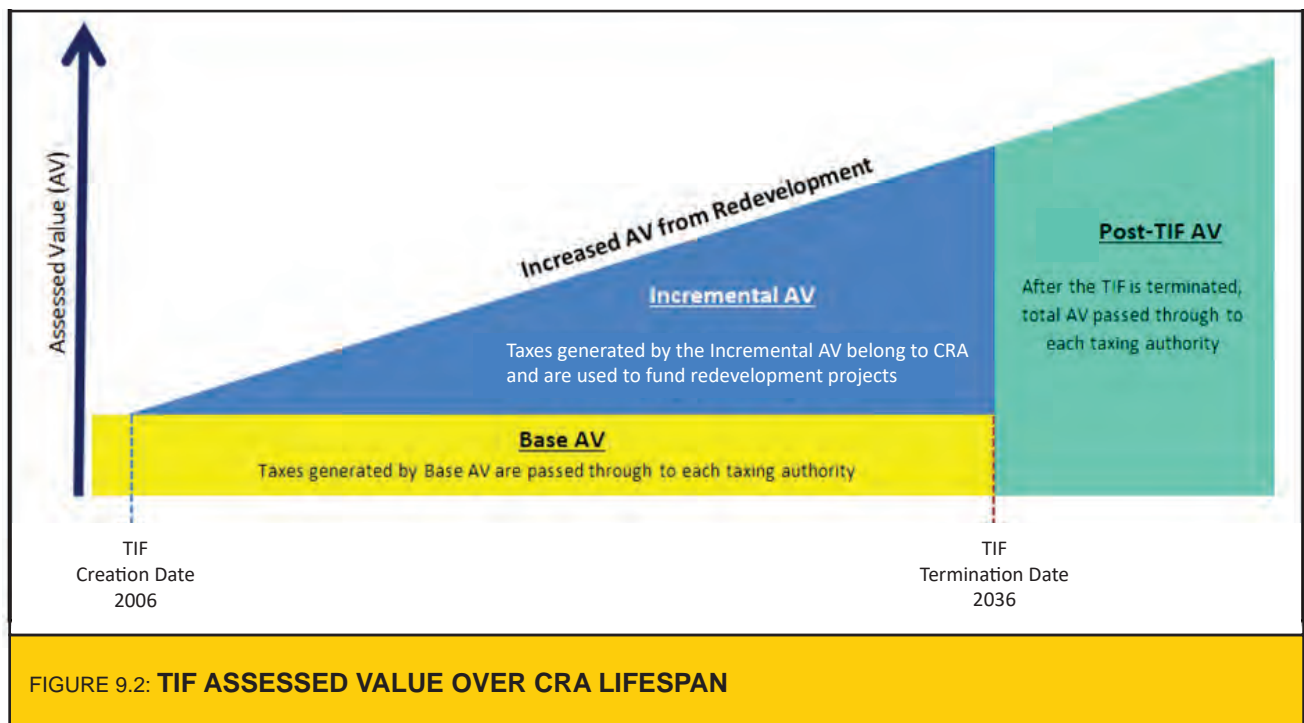 Assessed Value (AV)
Increased AV from Redevelopment
Incremental AV
Taxes generated by the Incremental AV belong to CRA
and are used to fund redevelopment projects
Post-TIF AV
After the TIF is terminated,
total AV passed through to
each taxing authority
Base AV
Taxes generated by Base AV are passed through to each taxing authority
TIF
Creation Date
2006
TIF
Termination Date
2036
FIGURE 9.2: TIF ASSESSED VALUE OVER CRA LIFESPAN